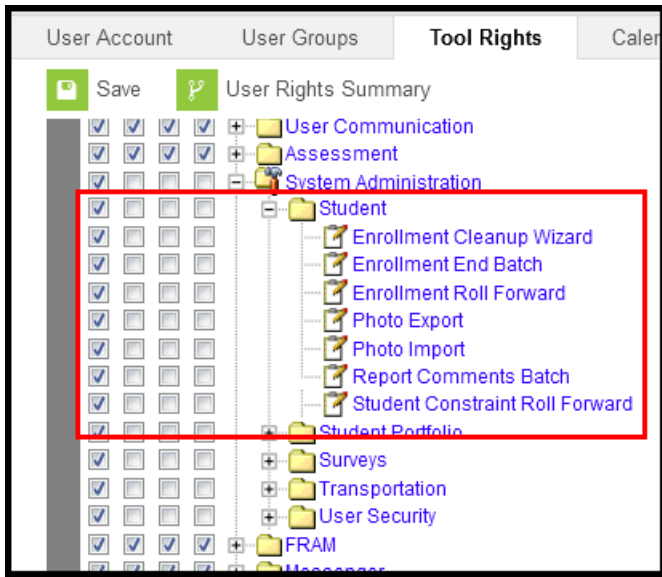 User Account User Groups Tool Rights Caler
Save User Rights Summary
User Communication
Assessment
System Administration
Student
Enrollment Cleanup Wizard
Enrollment End Batch
Enrollment Roll Forward
Photo Export
Photo Import
Report Comments Batch
Student Constraint Roll Forward
Student Portfolio
Surveys
Transportation
User Security
FRAM
Messenger